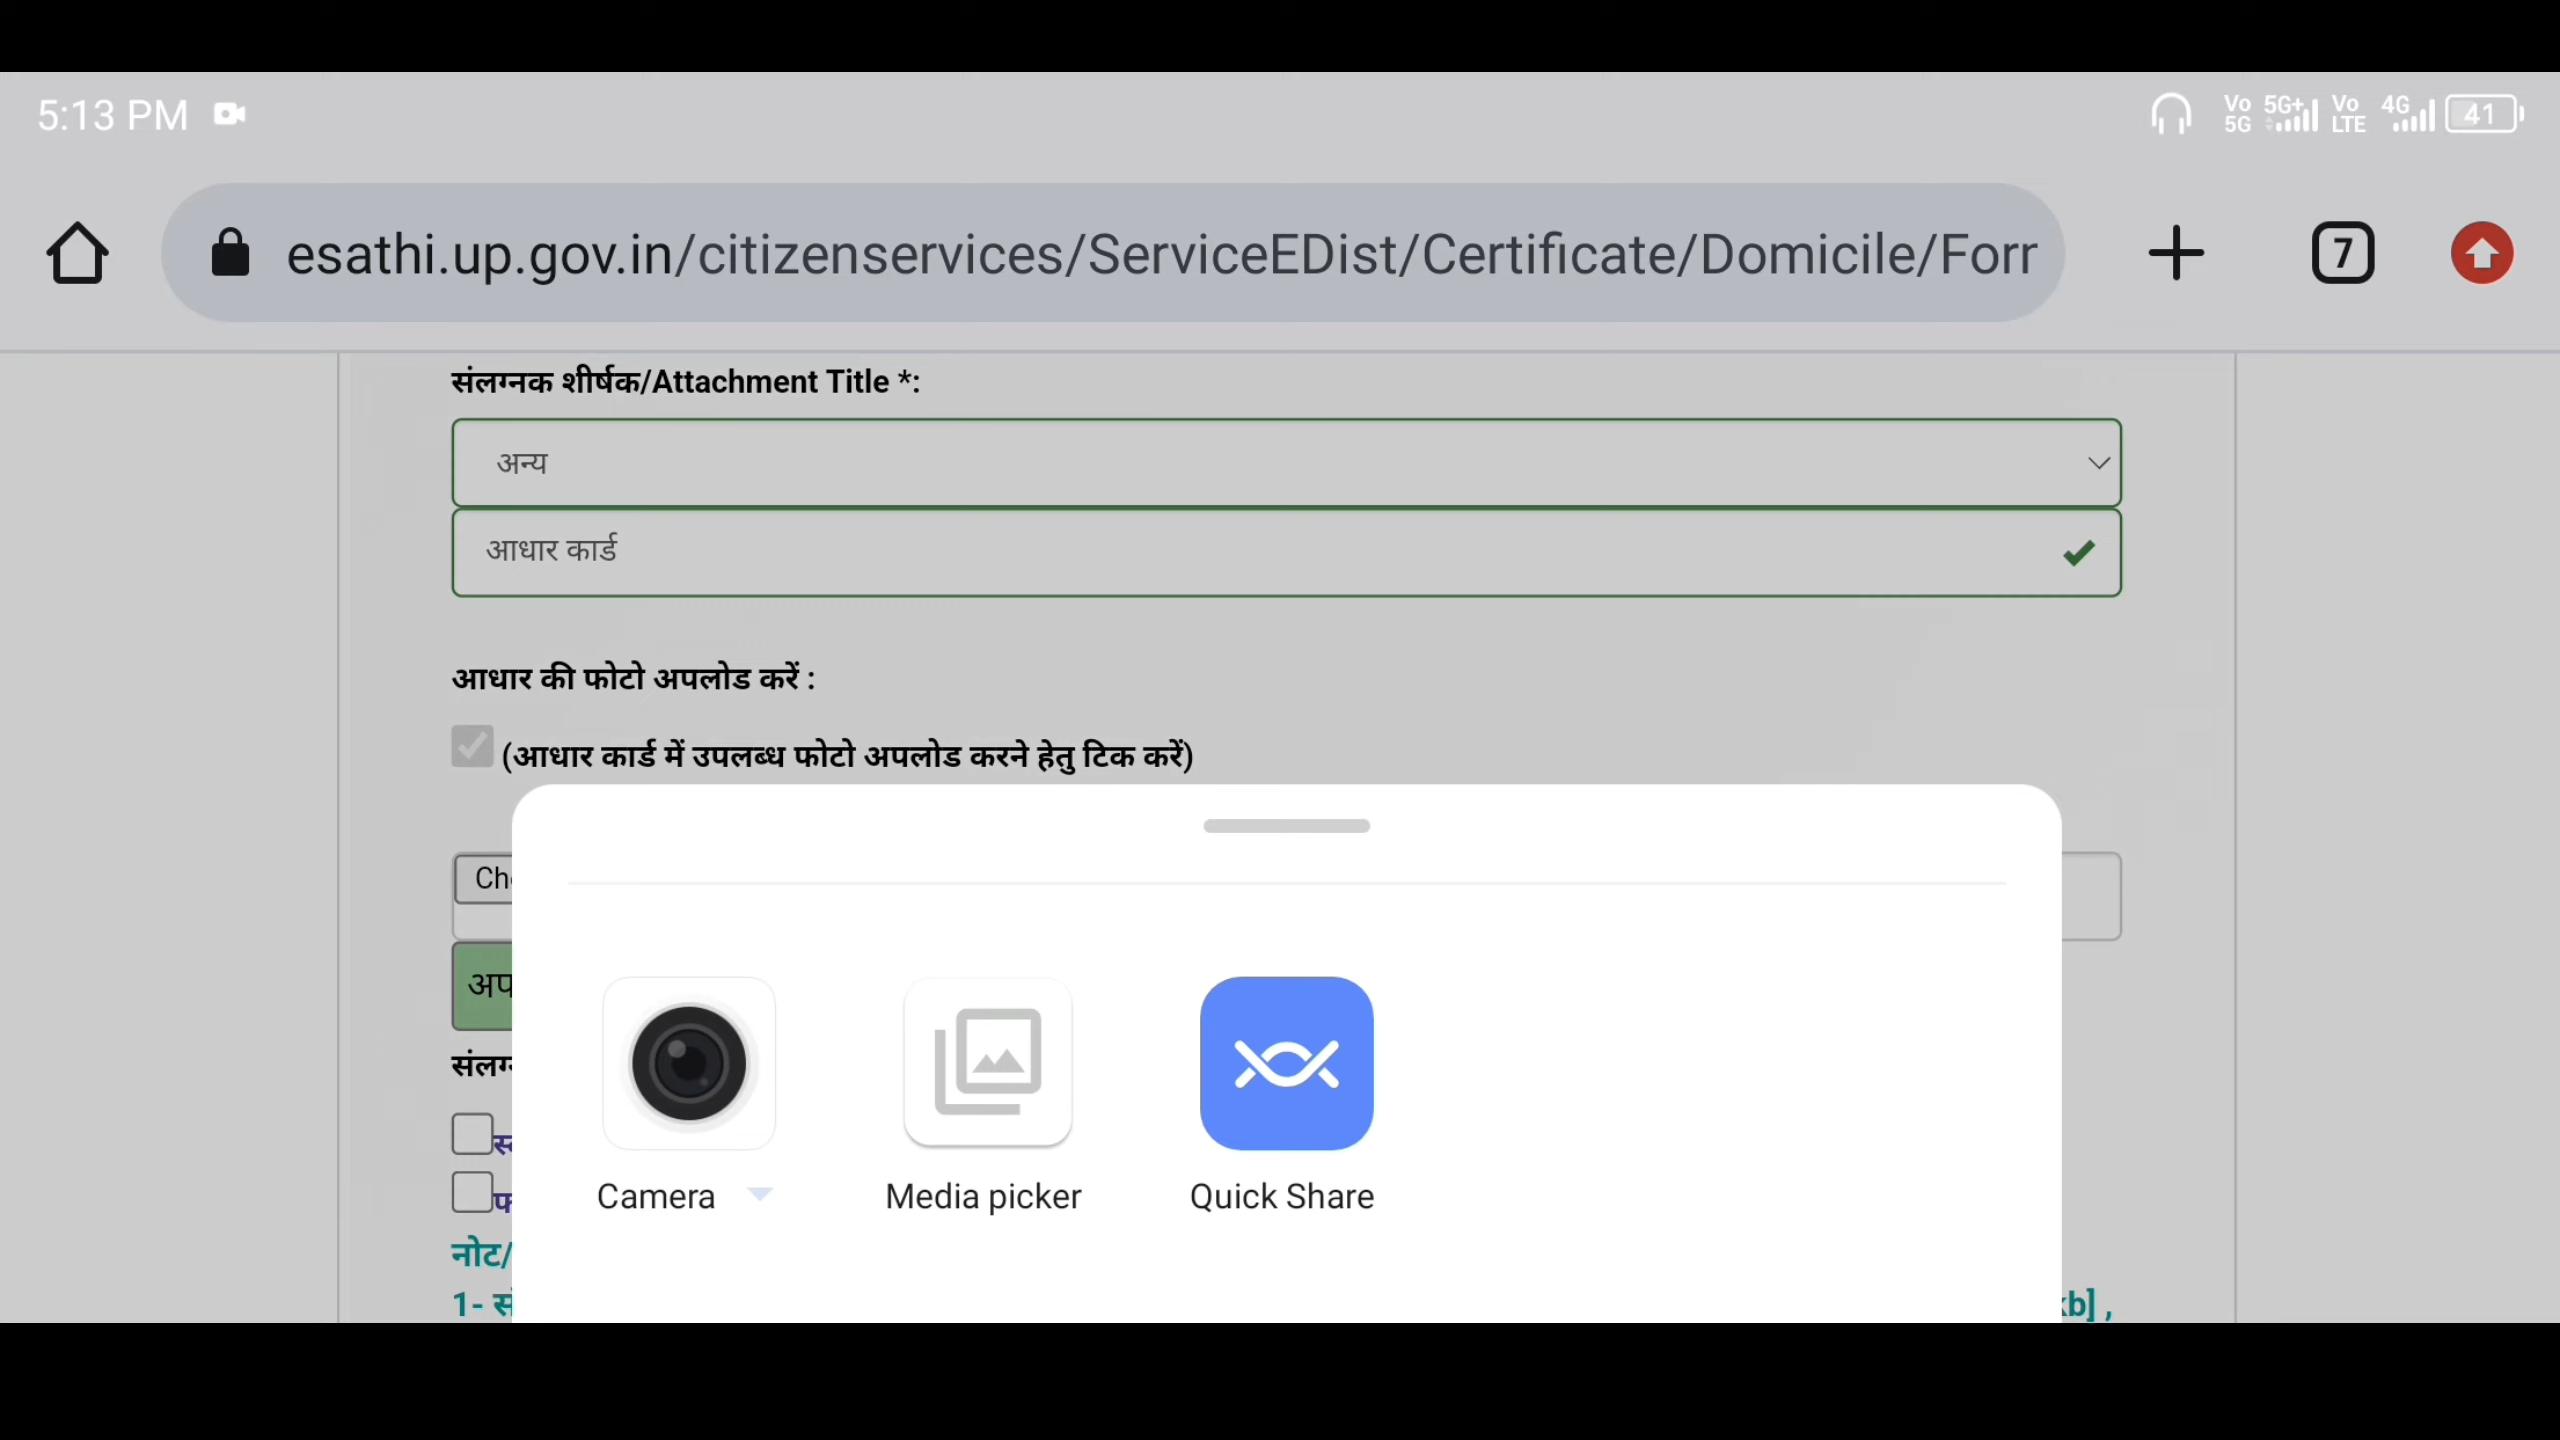 5:13 PM
Vo 5G 5G+ Vo LTE 4G 41
esathi.up.gov.in/citizenservices/ServiceEDist/Certificate/Domicile/Forr
7
संलग्नक शीर्षक/Attachment Title *:
अन्य
आधार कार्ड
आधार की फोटो अपलोड करें :
(आधार कार्ड में उपलब्ध फोटो अपलोड करने हेतु टिक करें)
Camera
Media picker
Quick Share
नोट/
1-
kb] ,